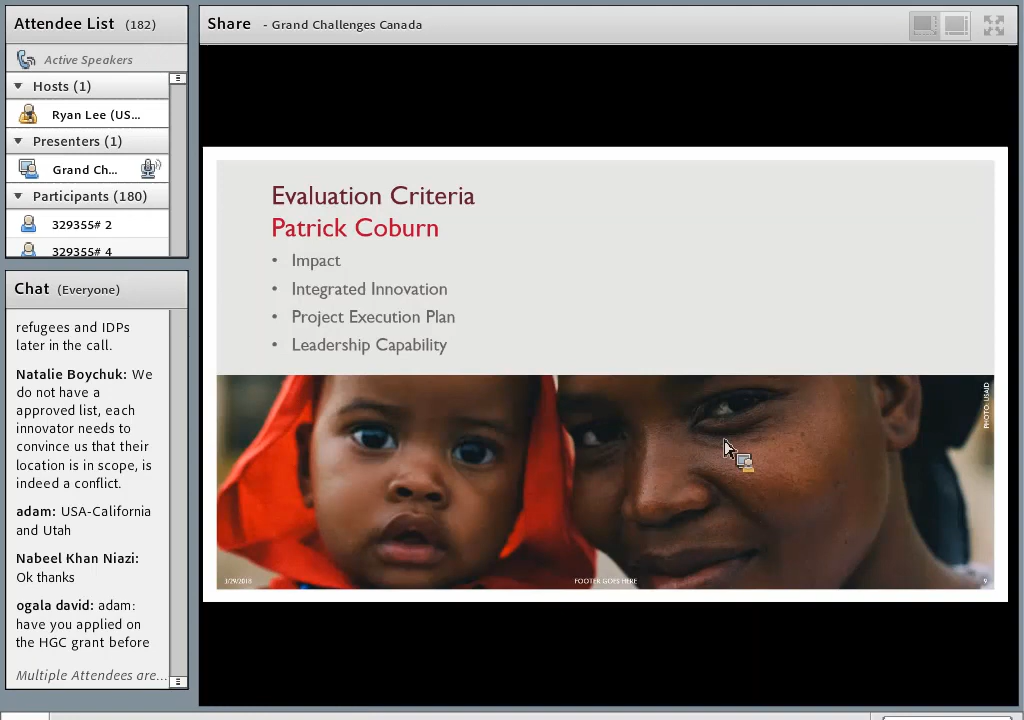 Attendee List (182)
Active Speakers
Hosts (1)
Ryan Lee (US...
Presenters (1)
Grand Ch...
Participants (180)
329355# 2
329355# 4
Chat (Everyone)
refugees and IDPs
later in the call.
Natalie Boychuk: We
do not have a
approved list, each
innovator needs to
convince us that their
location is in scope, is
indeed a conflict.
adam: USA-California
and Utah
Nabeel Khan Niazi:
Ok thanks
ogala david: adam:
have you applied on
the HGC grant before
Multiple Attendees are...
Share - Grand Challenges Canada
Evaluation Criteria
Patrick Coburn
• Impact
• Integrated Innovation
• Project Execution Plan
• Leadership Capability
PHOTO: USAID
3/29/2018
FOOTER GOES HERE
9